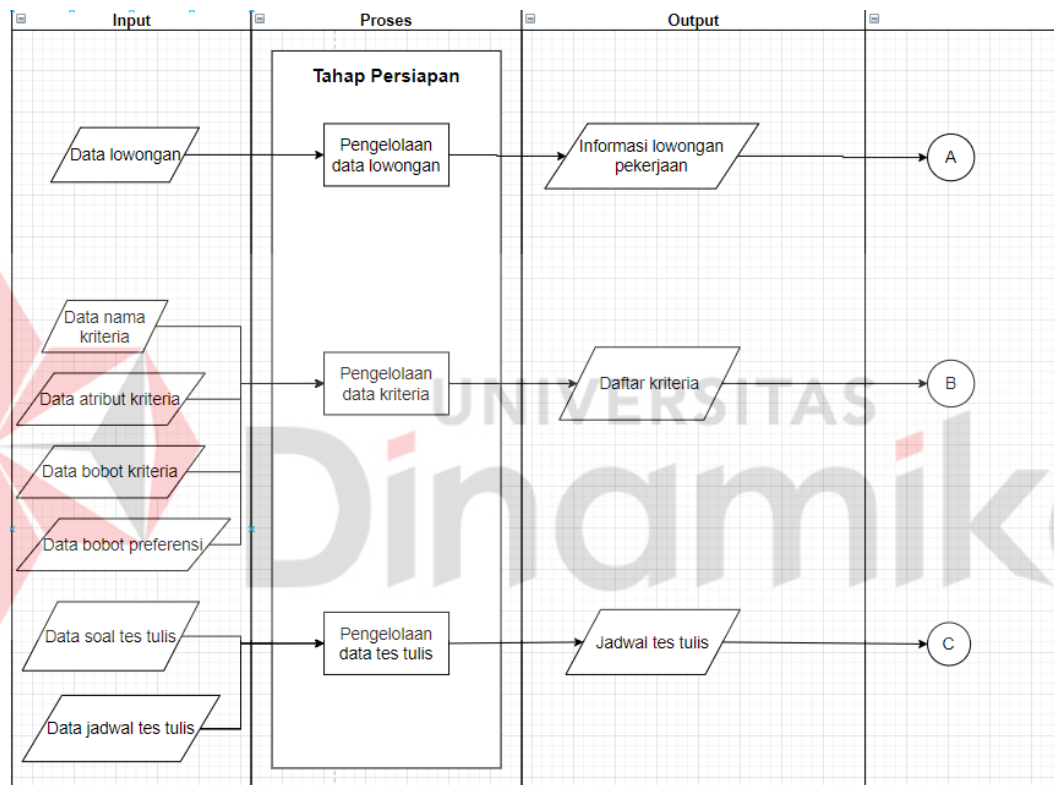 Input
Proses
Output
Tahap Persiapan
Data lowongan
Pengelolaan
data lowongan
Informasi lowongan
pekerjaan
A
Data nama
kriteria
Data atribut kriteria
Data bobot kriteria
Data bobot preferensi
Pengelolaan
data kriteria
Daftar kriteria
B
UNIVERSITAS
Dinamik
Data soal tes tulis
Data jadwal tes tulis
Pengelolaan
data tes tulis
Jadwal tes tulis
C